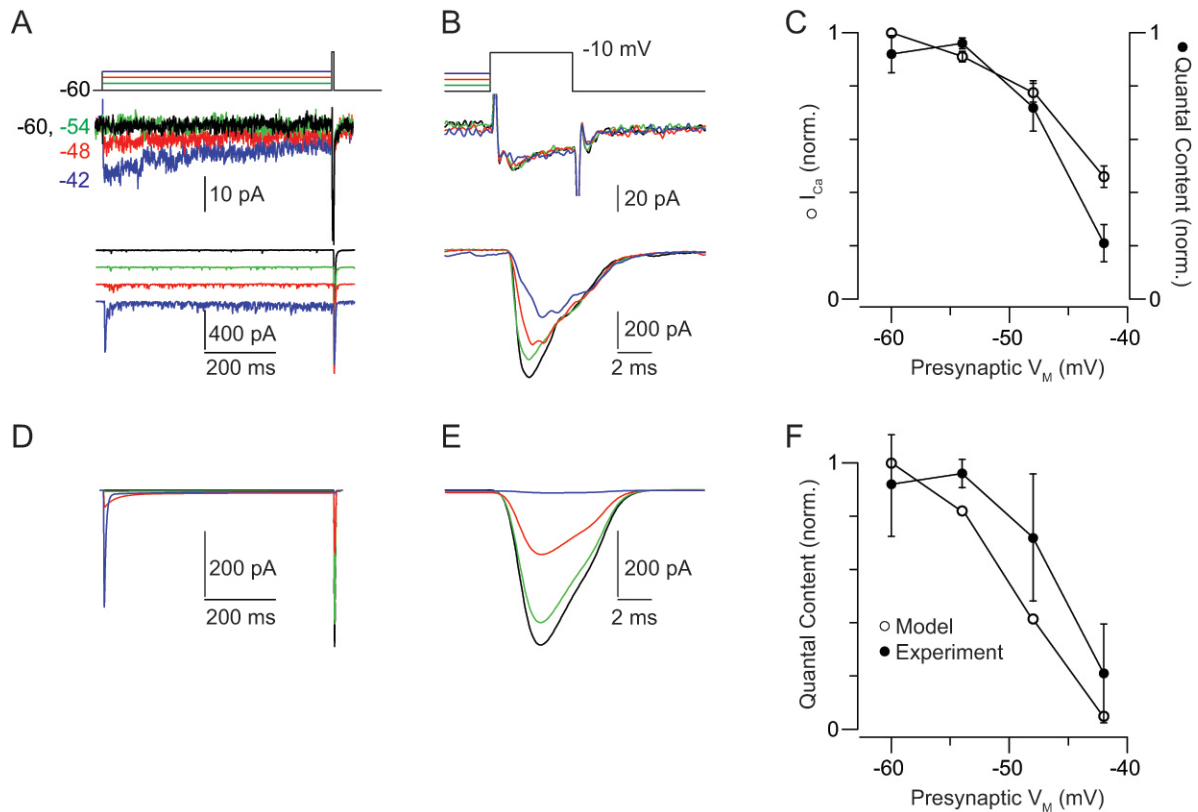 A
-60
-60, -54
-48
-42
10 pA
400 pA
200 ms
B
-10 mV
20 pA
200 pA
2 ms
C
1
0
○ I_Ca (norm.)
1
0
● Quantal Content (norm.)
-60
-50
-40
Presynaptic V_M (mV)
D
200 pA
200 ms
E
200 pA
2 ms
F
1
0
Quantal Content (norm.)
○ Model
● Experiment
-60
-50
-40
Presynaptic V_M (mV)